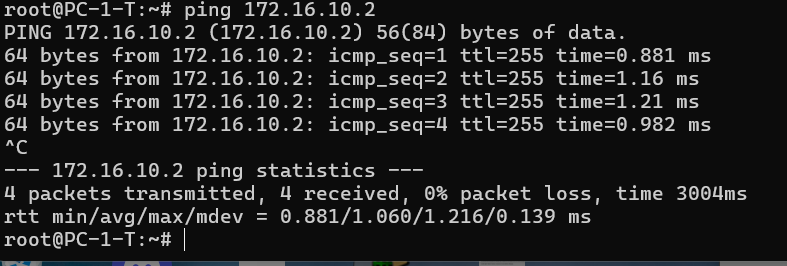 root@PC-1-T:~# ping 172.16.10.2
PING 172.16.10.2 (172.16.10.2) 56(84) bytes of data.
64 bytes from 172.16.10.2: icmp_seq=1 ttl=255 time=0.881 ms
64 bytes from 172.16.10.2: icmp_seq=2 ttl=255 time=1.16 ms
64 bytes from 172.16.10.2: icmp_seq=3 ttl=255 time=1.21 ms
64 bytes from 172.16.10.2: icmp_seq=4 ttl=255 time=0.982 ms
^C
--- 172.16.10.2 ping statistics ---
4 packets transmitted, 4 received, 0% packet loss, time 3004ms
rtt min/avg/max/mdev = 0.881/1.060/1.216/0.139 ms
root@PC-1-T:~#